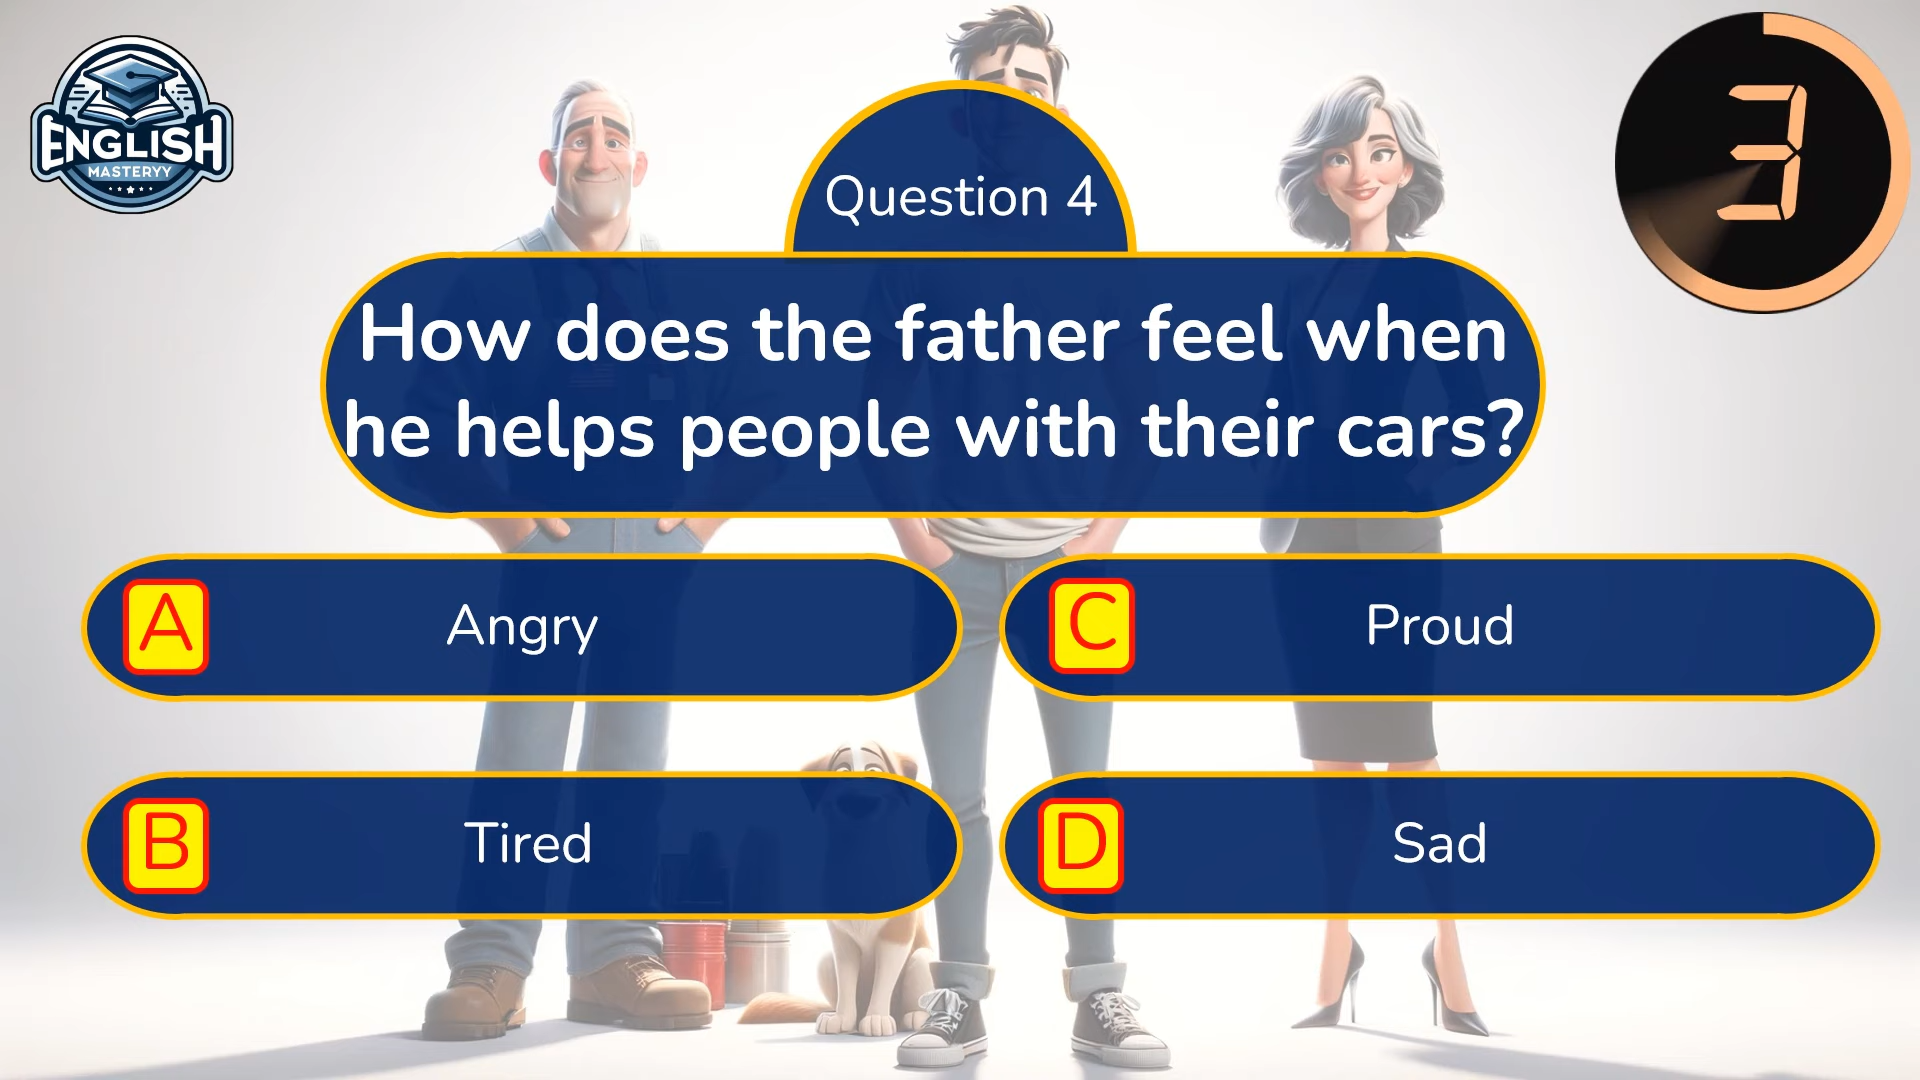 ENGLISH
MASTERYY
3
Question 4
How does the father feel when
he helps people with their cars?
A Angry
C Proud
B Tired
D Sad